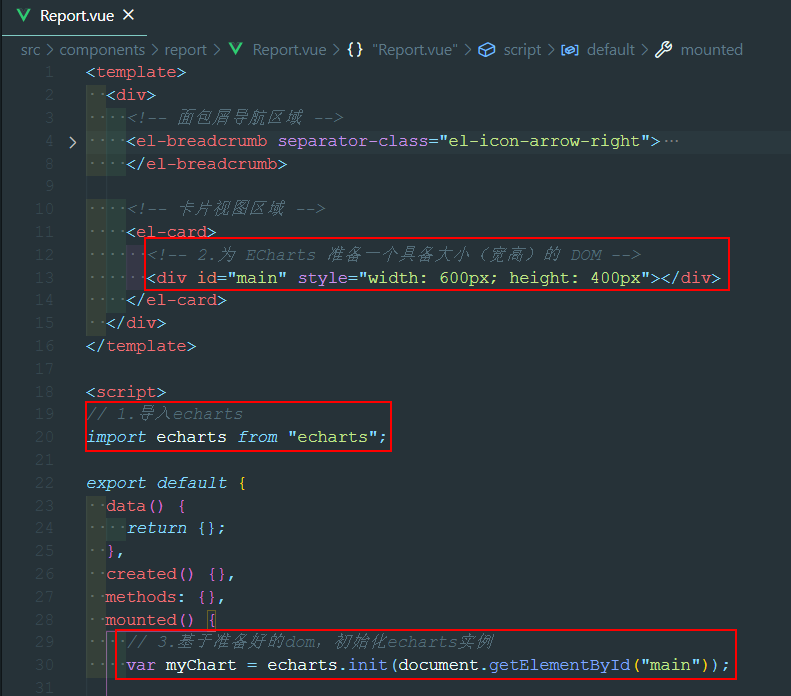 Report.vue
src > components > report > Report.vue > {} "Report.vue" > script > default > mounted
1 <template>
2 <div>
3 <!-- 面包屑导航区域 -->
4 <el-breadcrumb separator-class="el-icon-arrow-right">…
8 </el-breadcrumb>
9
10 <!-- 卡片视图区域 -->
11 <el-card>
12 <!-- 2.为 ECharts 准备一个具备大小（宽高）的 DOM -->
13 <div id="main" style="width: 600px; height: 400px"></div>
14 </el-card>
15 </div>
16 </template>
17
18 <script>
19 // 1.导入echarts
20 import echarts from "echarts";
21
22 export default {
23 data() {
24 return {};
25 },
26 created() {},
27 methods: {},
28 mounted() {
29 // 3.基于准备好的dom，初始化echarts实例
30 var myChart = echarts.init(document.getElementById("main"));
31